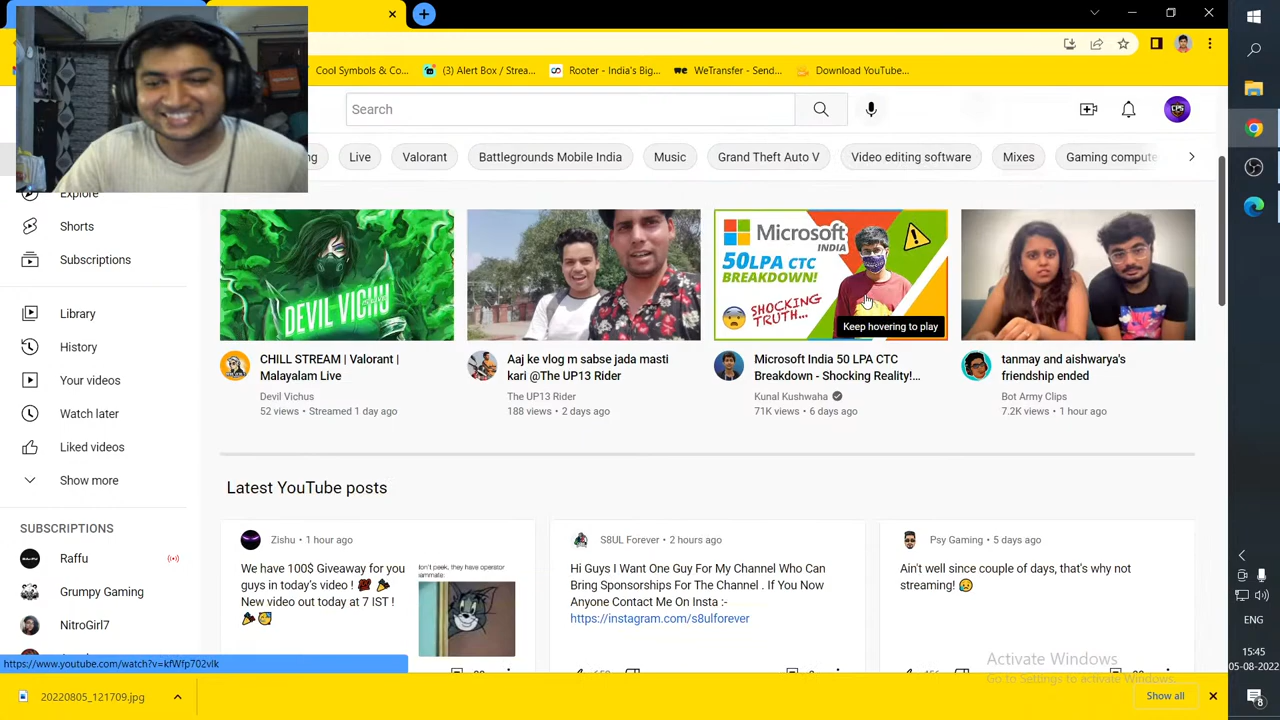 Cool Symbols & Co...
(3) Alert Box / Strea...
Rooter - India's Big...
WeTransfer - Send...
Download YouTube...
Search
CPS
ng
Live
Valorant
Battlegrounds Mobile India
Music
Grand Theft Auto V
Video editing software
Mixes
Gaming compute
Explore
Shorts
Subscriptions
Library
History
Your videos
Watch later
Liked videos
Show more
SUBSCRIPTIONS
Raffu
Grumpy Gaming
NitroGirl7
DEVIL VICHU
CHILL STREAM | Valorant |
Malayalam Live
Devil Vichus
52 views • Streamed 1 day ago
Aaj ke vlog m sabse jada masti
kari @The UP13 Rider
The UP13 Rider
188 views • 2 days ago
Microsoft
INDIA
50LPA CTC
BREAKDOWN!
SHOCKING
TRUTH...
Keep hovering to play
Microsoft India 50 LPA CTC
Breakdown - Shocking Reality!...
Kunal Kushwaha
71K views • 6 days ago
tanmay and aishwarya's
friendship ended
Bot Army Clips
7.2K views • 1 hour ago
Latest YouTube posts
Zishu • 1 hour ago
We have 100$ Giveaway for you
guys in today's video !
New video out today at 7 IST !
don't peek, they have operator
S8UL Forever • 2 hours ago
Hi Guys I Want One Guy For My Channel Who Can
Bring Sponsorships For The Channel . If You Now
Anyone Contact Me On Insta :-
https://instagram.com/s8ulforever
Psy Gaming • 5 days ago
Ain't well since couple of days, that's why not
streaming!
https://www.youtube.com/watch?v=kfWfp702vlk
Activate Windows
Go to Settings to activate Windows.
20220805_121709.jpg
Show all
ENG
15:45
05-08-2022
8